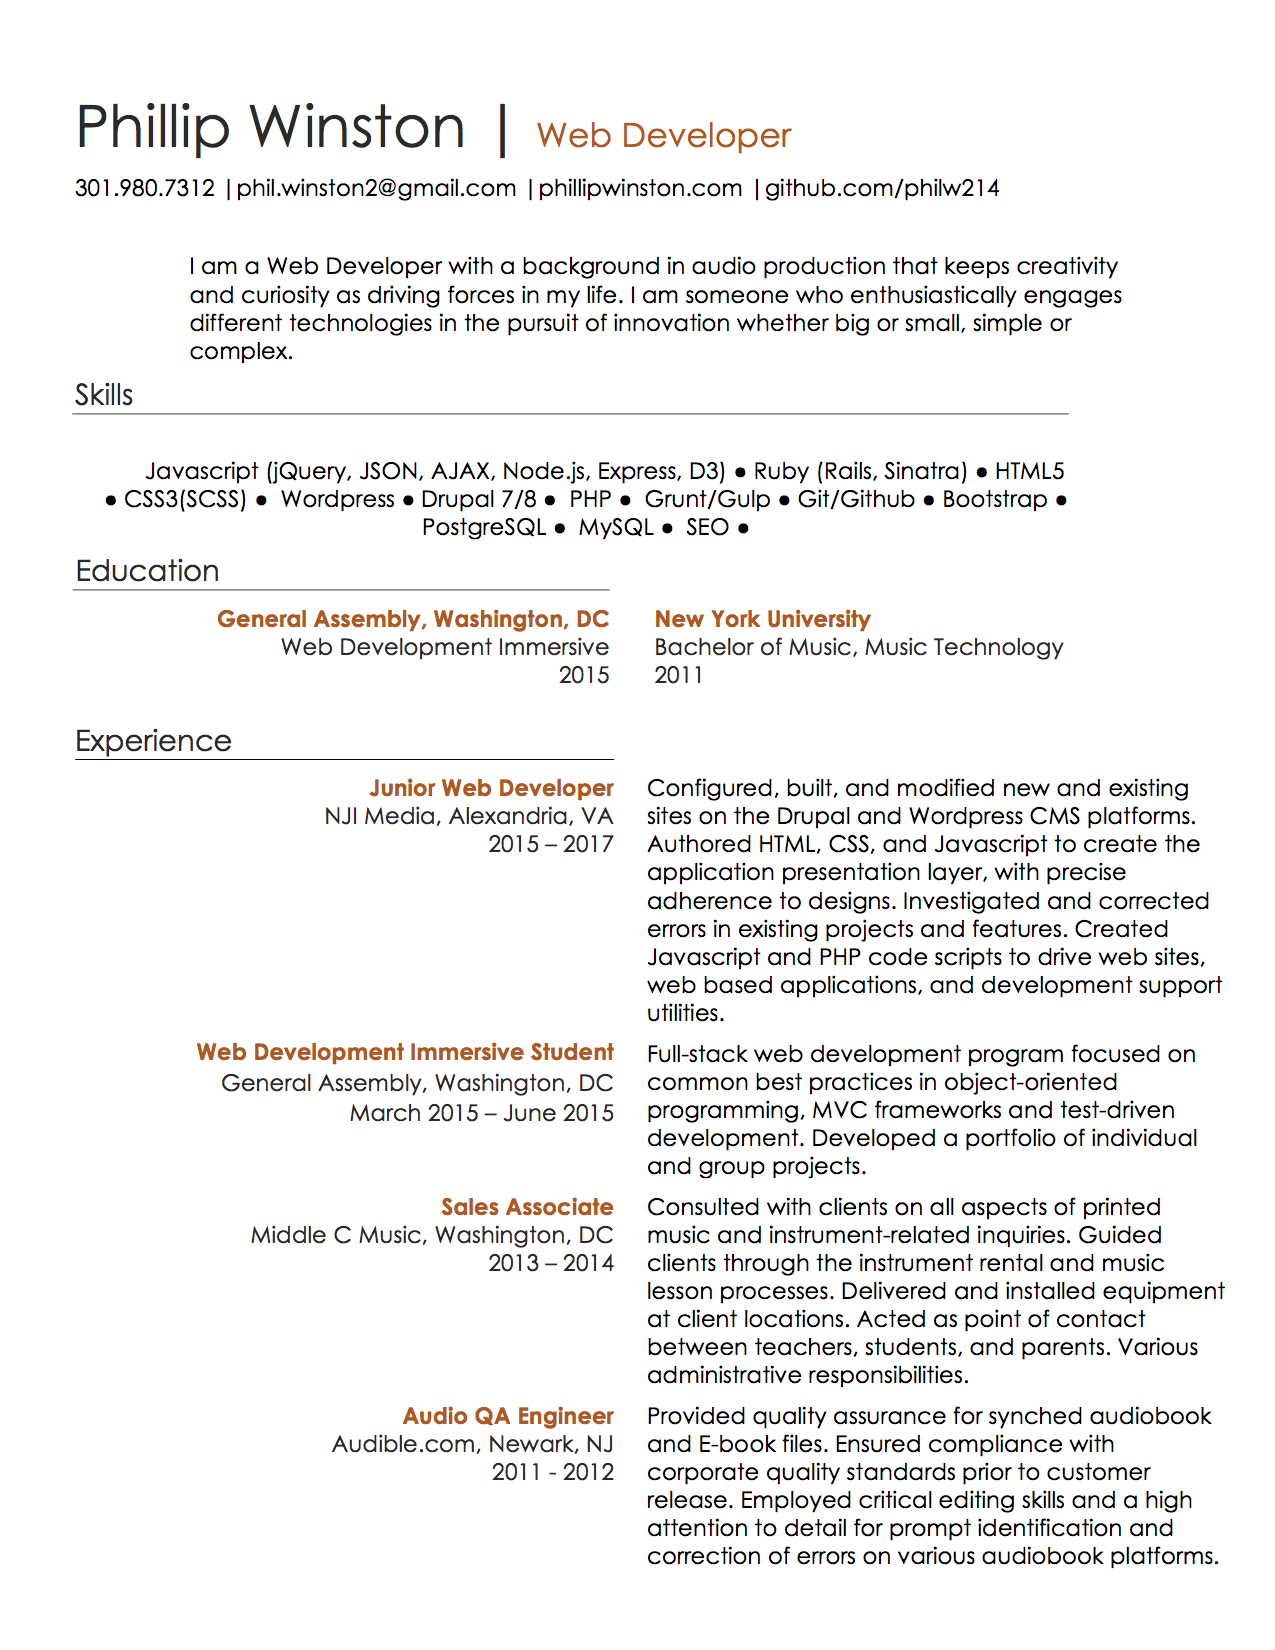 Phillip Winston | Web Developer
301.980.7312 |phil.winston2@gmail.com |phillipwinston.com |github.com/philw214
I am a Web Developer with a background in audio production that keeps creativity
and curiosity as driving forces in my life. I am someone who enthusiastically engages
different technologies in the pursuit of innovation whether big or small, simple or
complex.
Skills
Javascript (jQuery, JSON, AJAX, Node.js, Express, D3) ● Ruby (Rails, Sinatra) ● HTML5
● CSS3(SCSS) ● Wordpress ● Drupal 7/8 ● PHP ● Grunt/Gulp ● Git/Github ● Bootstrap ●
PostgreSQL ● MySQL ● SEO ●
Education
General Assembly, Washington, DC
Web Development Immersive
2015
New York University
Bachelor of Music, Music Technology
2011
Experience
Junior Web Developer
NJI Media, Alexandria, VA
2015 – 2017
Configured, built, and modified new and existing
sites on the Drupal and Wordpress CMS platforms.
Authored HTML, CSS, and Javascript to create the
application presentation layer, with precise
adherence to designs. Investigated and corrected
errors in existing projects and features. Created
Javascript and PHP code scripts to drive web sites,
web based applications, and development support
utilities.
Web Development Immersive Student
General Assembly, Washington, DC
March 2015 – June 2015
Full-stack web development program focused on
common best practices in object-oriented
programming, MVC frameworks and test-driven
development. Developed a portfolio of individual
and group projects.
Sales Associate
Middle C Music, Washington, DC
2013 – 2014
Consulted with clients on all aspects of printed
music and instrument-related inquiries. Guided
clients through the instrument rental and music
lesson processes. Delivered and installed equipment
at client locations. Acted as point of contact
between teachers, students, and parents. Various
administrative responsibilities.
Audio QA Engineer
Audible.com, Newark, NJ
2011 - 2012
Provided quality assurance for synched audiobook
and E-book files. Ensured compliance with
corporate quality standards prior to customer
release. Employed critical editing skills and a high
attention to detail for prompt identification and
correction of errors on various audiobook platforms.